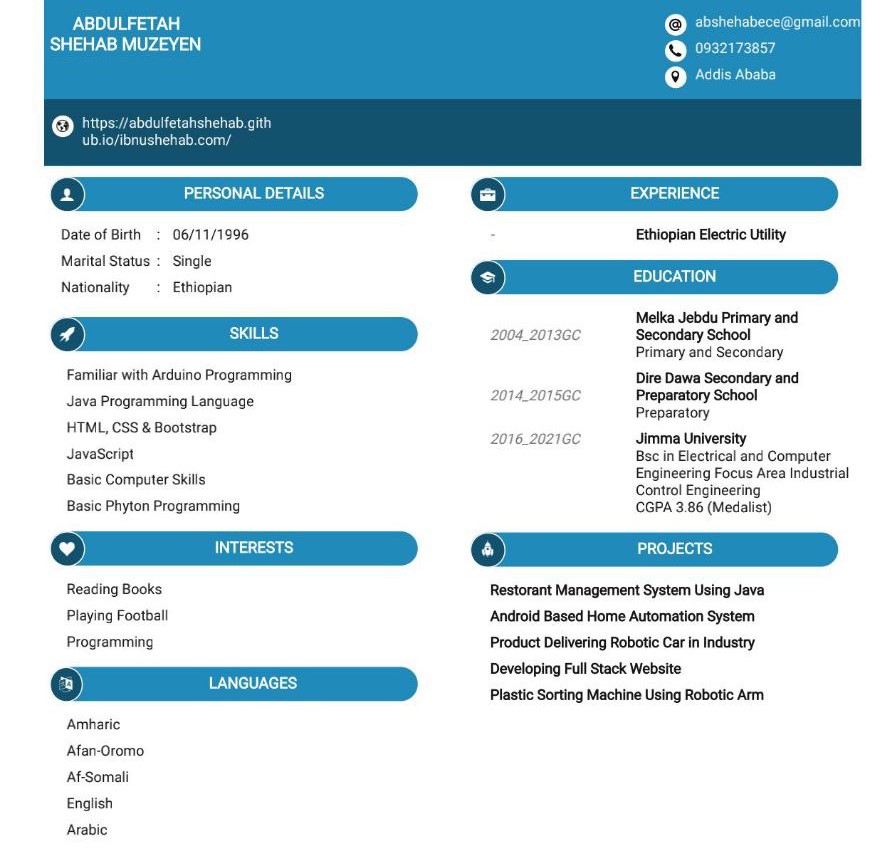 ABDULFETAH
SHEHAB MUZEYEN
abshehabece@gmail.com
0932173857
Addis Ababa
https://abdulfetahshehab.gith
ub.io/ibnushehab.com/
PERSONAL DETAILS
Date of Birth : 06/11/1996
Marital Status : Single
Nationality : Ethiopian
SKILLS
Familiar with Arduino Programming
Java Programming Language
HTML, CSS & Bootstrap
JavaScript
Basic Computer Skills
Basic Phyton Programming
INTERESTS
Reading Books
Playing Football
Programming
LANGUAGES
Amharic
Afan-Oromo
Af-Somali
English
Arabic
EXPERIENCE
- Ethiopian Electric Utility
EDUCATION
Melka Jebdu Primary and
2004_2013GC Secondary School
Primary and Secondary
Dire Dawa Secondary and
2014_2015GC Preparatory School
Preparatory
2016_2021GC Jimma University
Bsc in Electrical and Computer
Engineering Focus Area Industrial
Control Engineering
CGPA 3.86 (Medalist)
PROJECTS
Restorant Management System Using Java
Android Based Home Automation System
Product Delivering Robotic Car in Industry
Developing Full Stack Website
Plastic Sorting Machine Using Robotic Arm